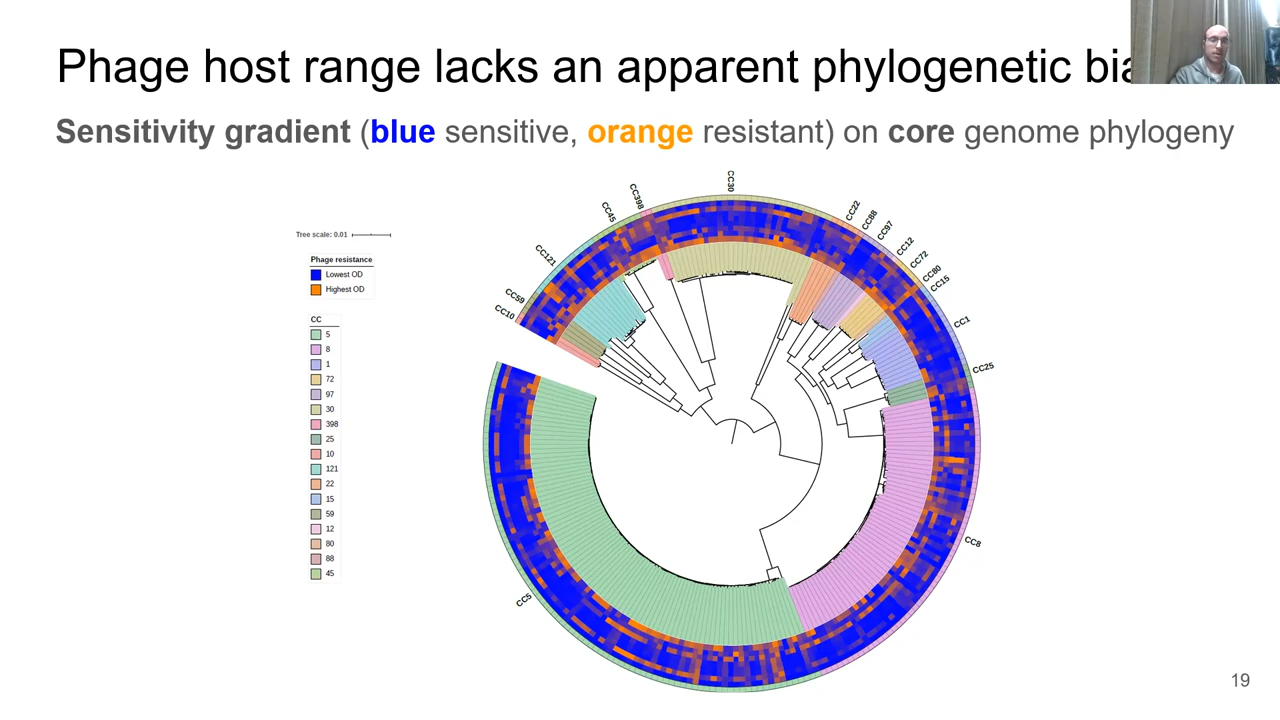 Phage host range lacks an apparent phylogenetic
Sensitivity gradient (blue sensitive, orange resistant) on core genome phylogeny
Tree scale: 0.01
Phage resistance
Lowest OD
Highest OD
CC
5
8
1
72
97
30
398
25
10
121
22
15
59
12
80
88
45
CC10
CC59
CC121
CC45
CC398
CC30
CC22
CC88
CC97
CC12
CC72
CC80
CC15
CC1
CC25
CC8
CC5
19